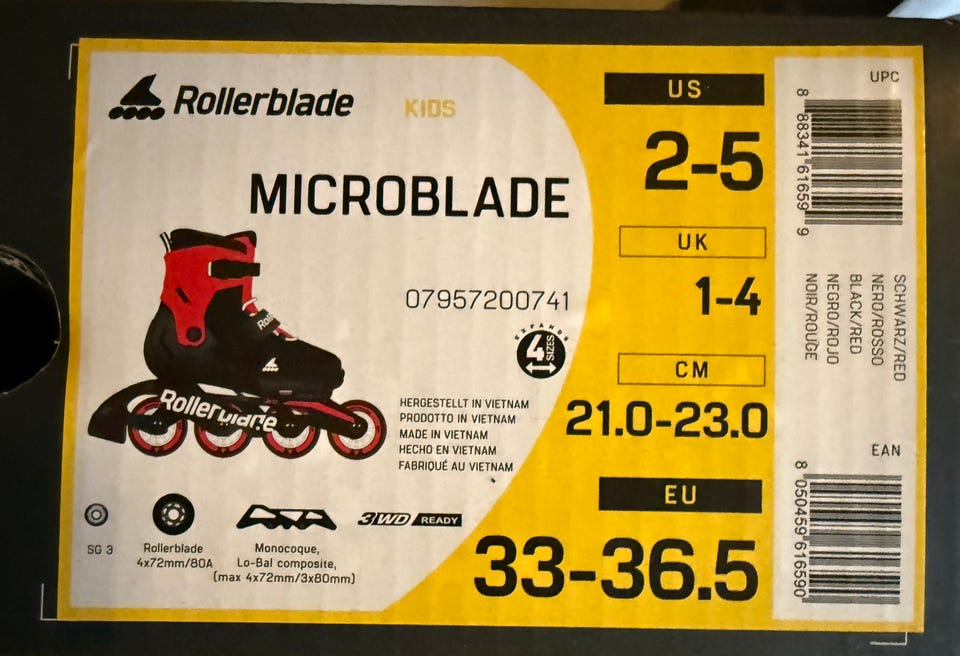 Rollerblade
KIDS
MICROBLADE
07957200741
EXPANDS
4 SIZES
Rollerblade
HERGESTELLT IN VIETNAM
PRODOTTO IN VIETNAM
MADE IN VIETNAM
HECHO EN VIETNAM
FABRIQUÉ AU VIETNAM
SG 3
Rollerblade
4x72mm/80A
Monocoque,
Lo-Bal composite,
(max 4x72mm/3x80mm)
3WD READY
US
2-5
UK
1-4
CM
21.0-23.0
EU
33-36.5
UPC
8 88341 61659 9
SCHWARZ/RED
NERO/ROSSO
BLACK/RED
NEGRO/ROJO
NOIR/ROUGE
EAN
8 050459 616590